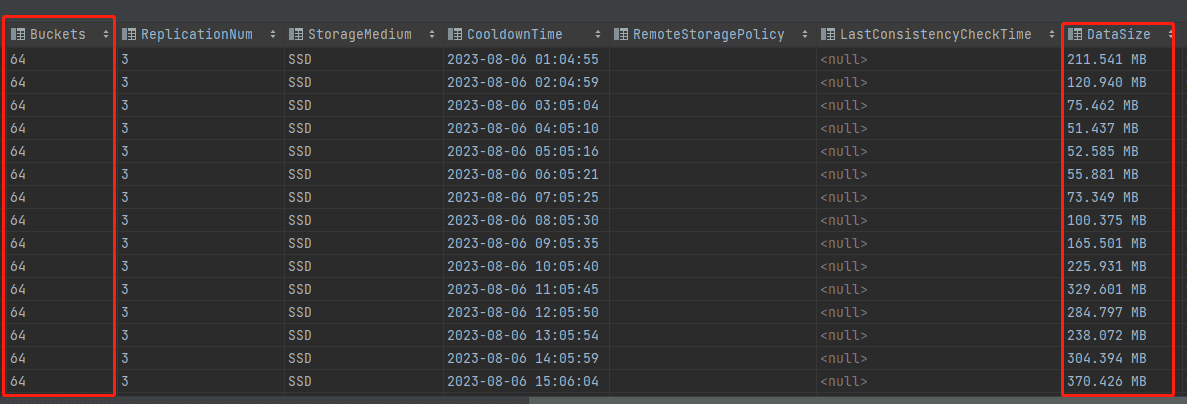 Buckets ReplicationNum StorageMedium CooldownTime RemoteStoragePolicy LastConsistencyCheckTime DataSize
64 3 SSD 2023-08-06 01:04:55 <null> 211.541 MB
64 3 SSD 2023-08-06 02:04:59 <null> 120.940 MB
64 3 SSD 2023-08-06 03:05:04 <null> 75.462 MB
64 3 SSD 2023-08-06 04:05:10 <null> 51.437 MB
64 3 SSD 2023-08-06 05:05:16 <null> 52.585 MB
64 3 SSD 2023-08-06 06:05:21 <null> 55.881 MB
64 3 SSD 2023-08-06 07:05:25 <null> 73.349 MB
64 3 SSD 2023-08-06 08:05:30 <null> 100.375 MB
64 3 SSD 2023-08-06 09:05:35 <null> 165.501 MB
64 3 SSD 2023-08-06 10:05:40 <null> 225.931 MB
64 3 SSD 2023-08-06 11:05:45 <null> 329.601 MB
64 3 SSD 2023-08-06 12:05:50 <null> 284.797 MB
64 3 SSD 2023-08-06 13:05:54 <null> 238.072 MB
64 3 SSD 2023-08-06 14:05:59 <null> 304.394 MB
64 3 SSD 2023-08-06 15:06:04 <null> 370.426 MB